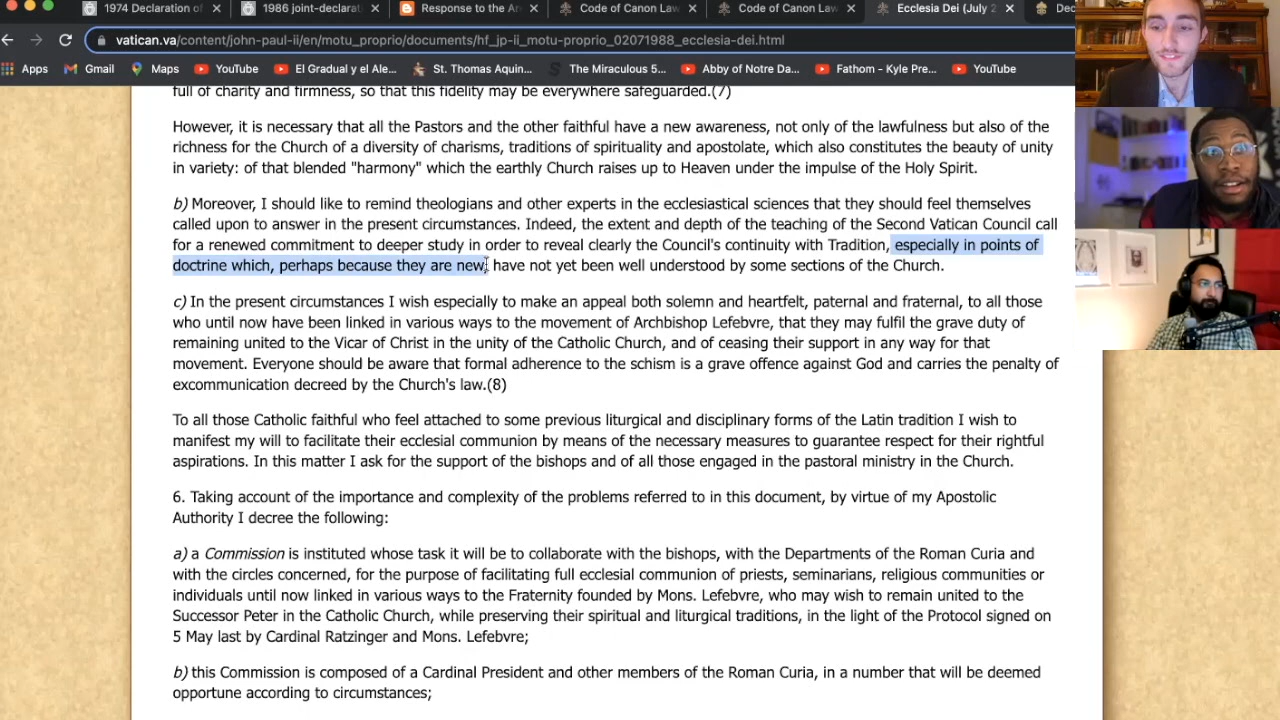 1974 Declaration of
1986 joint-declarat
Response to the Ar
Code of Canon Law
Code of Canon Law
Ecclesia Dei (July 2
Dec
vatican.va/content/john-paul-ii/en/motu_proprio/documents/hf_jp-ii_motu-proprio_02071988_ecclesia-dei.html
Apps Gmail Maps YouTube El Gradual y el Ale... St. Thomas Aquin... The Miraculous 5... Abby of Notre Da... Fathom - Kyle Pre... YouTube
full of charity and firmness, so that this fidelity may be everywhere safeguarded.(7)
However, it is necessary that all the Pastors and the other faithful have a new awareness, not only of the lawfulness but also of the
richness for the Church of a diversity of charisms, traditions of spirituality and apostolate, which also constitutes the beauty of unity
in variety: of that blended "harmony" which the earthly Church raises up to Heaven under the impulse of the Holy Spirit.
b) Moreover, I should like to remind theologians and other experts in the ecclesiastical sciences that they should feel themselves
called upon to answer in the present circumstances. Indeed, the extent and depth of the teaching of the Second Vatican Council call
for a renewed commitment to deeper study in order to reveal clearly the Council's continuity with Tradition, especially in points of
doctrine which, perhaps because they are new, have not yet been well understood by some sections of the Church.
c) In the present circumstances I wish especially to make an appeal both solemn and heartfelt, paternal and fraternal, to all those
who until now have been linked in various ways to the movement of Archbishop Lefebvre, that they may fulfil the grave duty of
remaining united to the Vicar of Christ in the unity of the Catholic Church, and of ceasing their support in any way for that
movement. Everyone should be aware that formal adherence to the schism is a grave offence against God and carries the penalty of
excommunication decreed by the Church's law.(8)
To all those Catholic faithful who feel attached to some previous liturgical and disciplinary forms of the Latin tradition I wish to
manifest my will to facilitate their ecclesial communion by means of the necessary measures to guarantee respect for their rightful
aspirations. In this matter I ask for the support of the bishops and of all those engaged in the pastoral ministry in the Church.
6. Taking account of the importance and complexity of the problems referred to in this document, by virtue of my Apostolic
Authority I decree the following:
a) a Commission is instituted whose task it will be to collaborate with the bishops, with the Departments of the Roman Curia and
with the circles concerned, for the purpose of facilitating full ecclesial communion of priests, seminarians, religious communities or
individuals until now linked in various ways to the Fraternity founded by Mons. Lefebvre, who may wish to remain united to the
Successor Peter in the Catholic Church, while preserving their spiritual and liturgical traditions, in the light of the Protocol signed on
5 May last by Cardinal Ratzinger and Mons. Lefebvre;
b) this Commission is composed of a Cardinal President and other members of the Roman Curia, in a number that will be deemed
opportune according to circumstances;